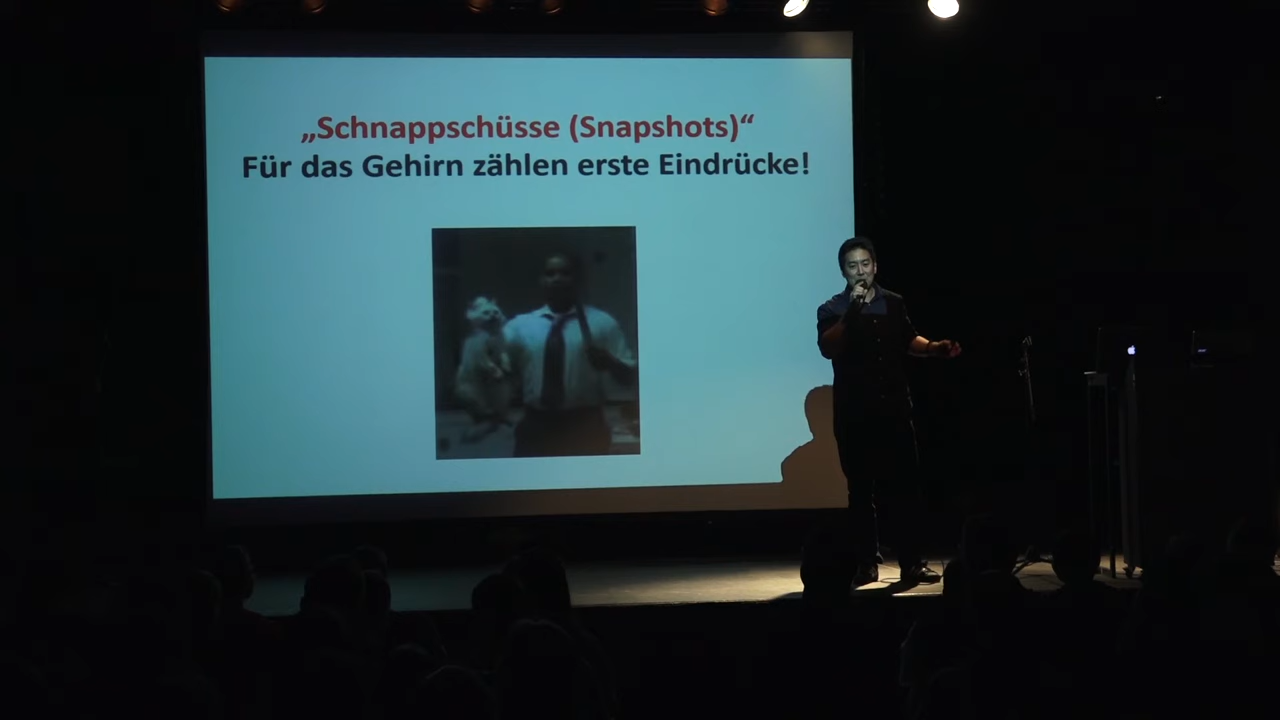 „Schnappschüsse (Snapshots)“
Für das Gehirn zählen erste Eindrücke!